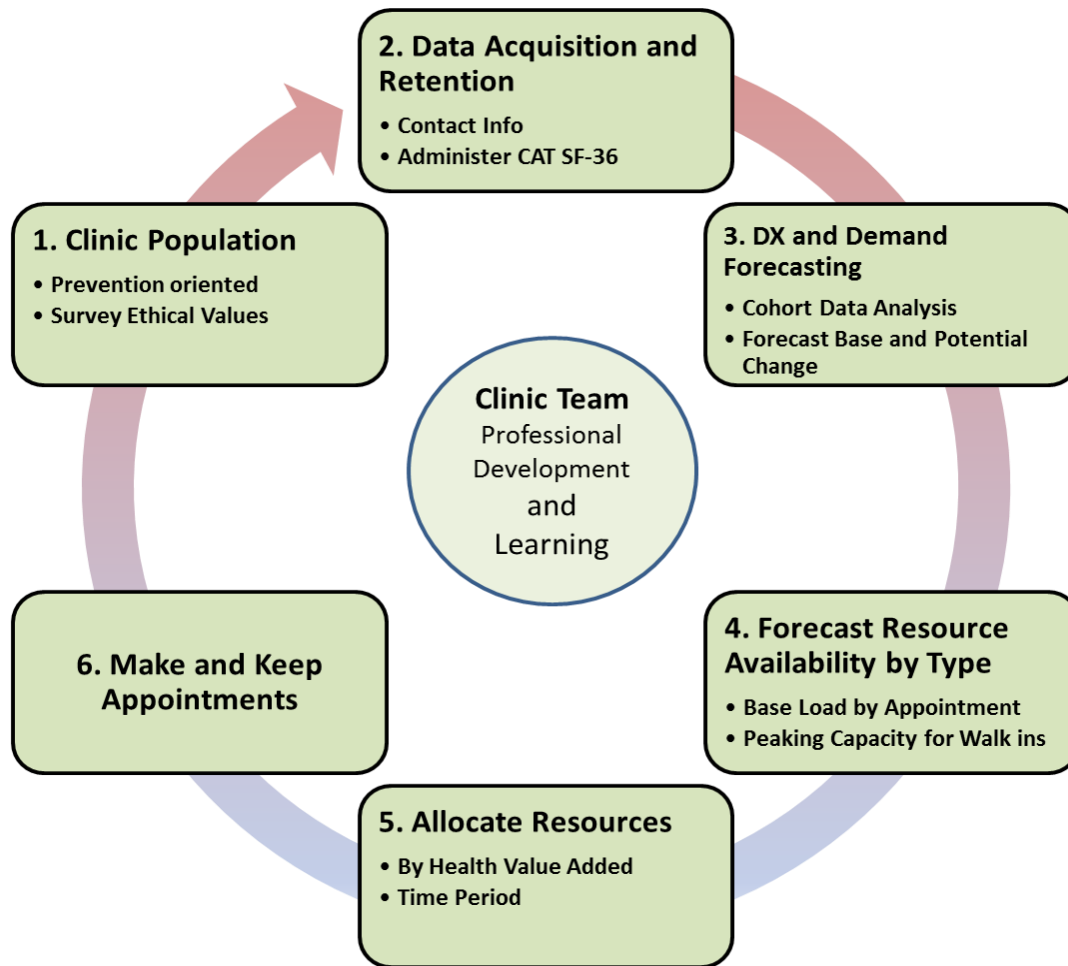 1. Clinic Population
• Prevention oriented
• Survey Ethical Values
2. Data Acquisition and
Retention
• Contact Info
• Administer CAT SF-36
3. DX and Demand
Forecasting
• Cohort Data Analysis
• Forecast Base and Potential
Change
4. Forecast Resource
Availability by Type
• Base Load by Appointment
• Peaking Capacity for Walk ins
5. Allocate Resources
• By Health Value Added
• Time Period
6. Make and Keep
Appointments
Clinic Team
Professional
Development
and
Learning